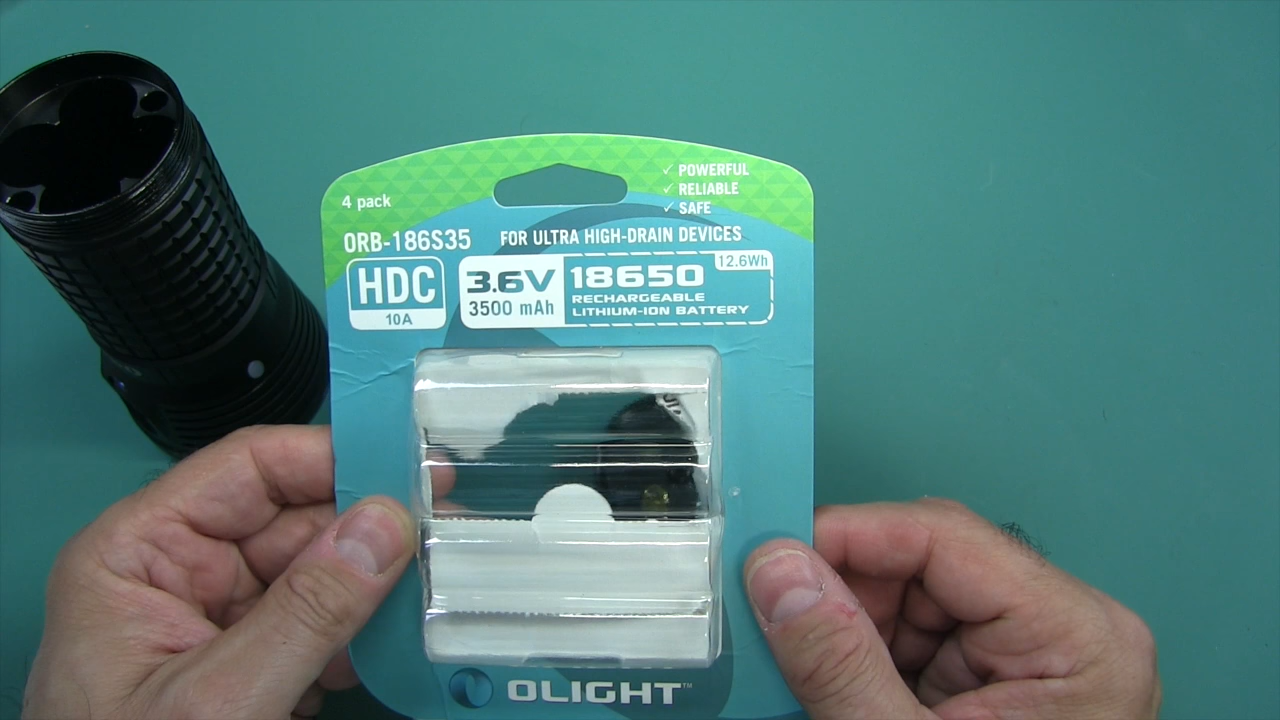 4 pack
✓ POWERFUL
✓ RELIABLE
✓ SAFE
ORB-186S35
FOR ULTRA HIGH-DRAIN DEVICES
HDC
10A
3.6V
3500 mAh
18650
12.6Wh
RECHARGEABLE
LITHIUM-ION BATTERY
OLIGHT™